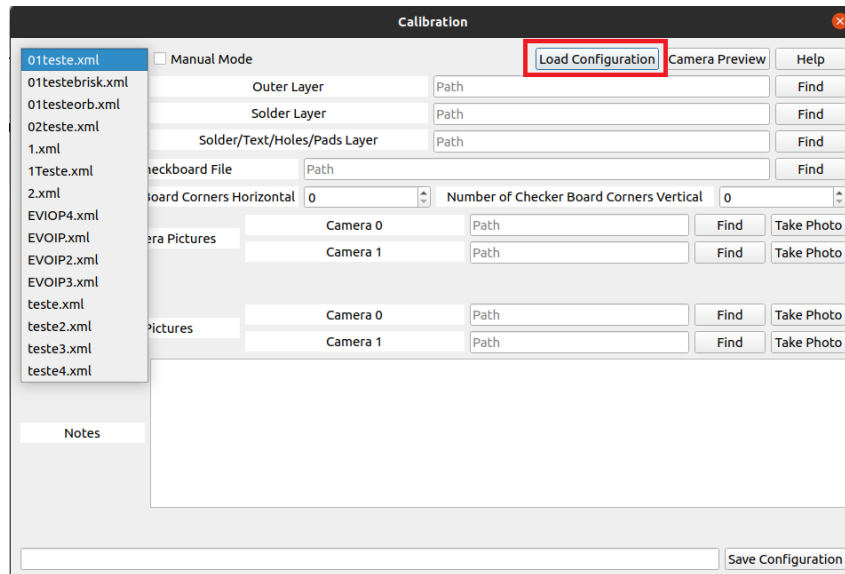 Calibration
01teste.xml Manual Mode Load Configuration Camera Preview Help
01testebrisk.xml Outer Layer Path Find
01testeorb.xml Solder Layer Path Find
02teste.xml
1.xml Solder/Text/Holes/Pads Layer Path Find
1Teste.xml heckboard File Path Find
2.xml Board Corners Horizontal 0 Number of Checker Board Corners Vertical 0
EVIOP4.xml Camera 0 Path Find Take Photo
EVOIP.xml era Pictures
EVOIP2.xml Camera 1 Path Find Take Photo
EVOIP3.xml
teste.xml Camera 0 Path Find Take Photo
teste2.xml Pictures
teste3.xml Camera 1 Path Find Take Photo
teste4.xml
Notes
Save Configuration